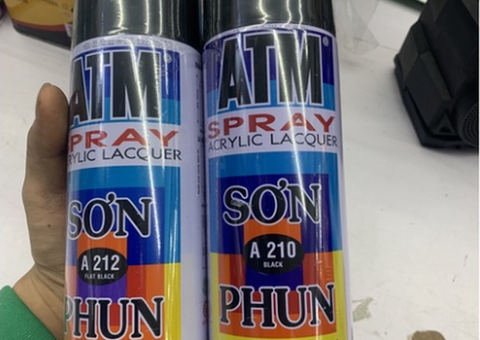 ATM
SPRAY
ACRYLIC LACQUER
SƠN
A 212
FLAT BLACK
PHUN
ATM
SPRAY
ACRYLIC LACQUER
SƠN
A 210
BLACK
PHUN